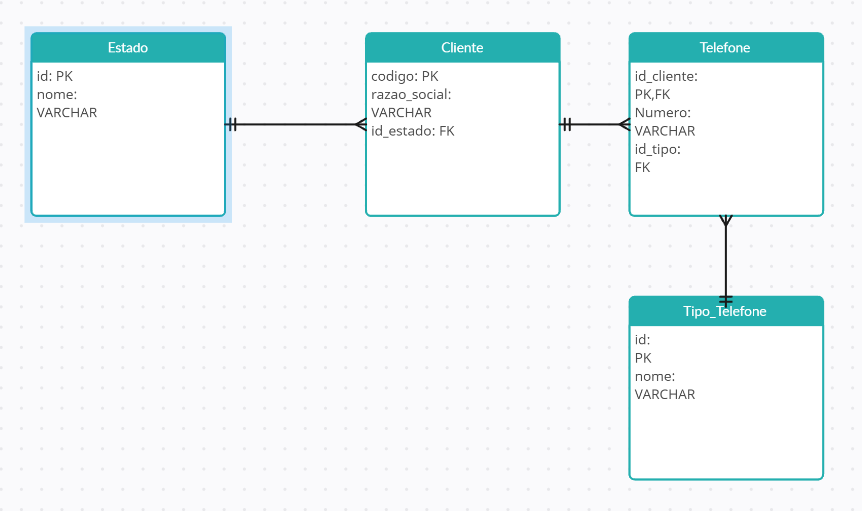 Estado
id: PK
nome:
VARCHAR
Cliente
codigo: PK
razao_social:
VARCHAR
id_estado: FK
Telefone
id_cliente:
PK,FK
Numero:
VARCHAR
id_tipo:
FK
Tipo_Telefone
id:
PK
nome:
VARCHAR